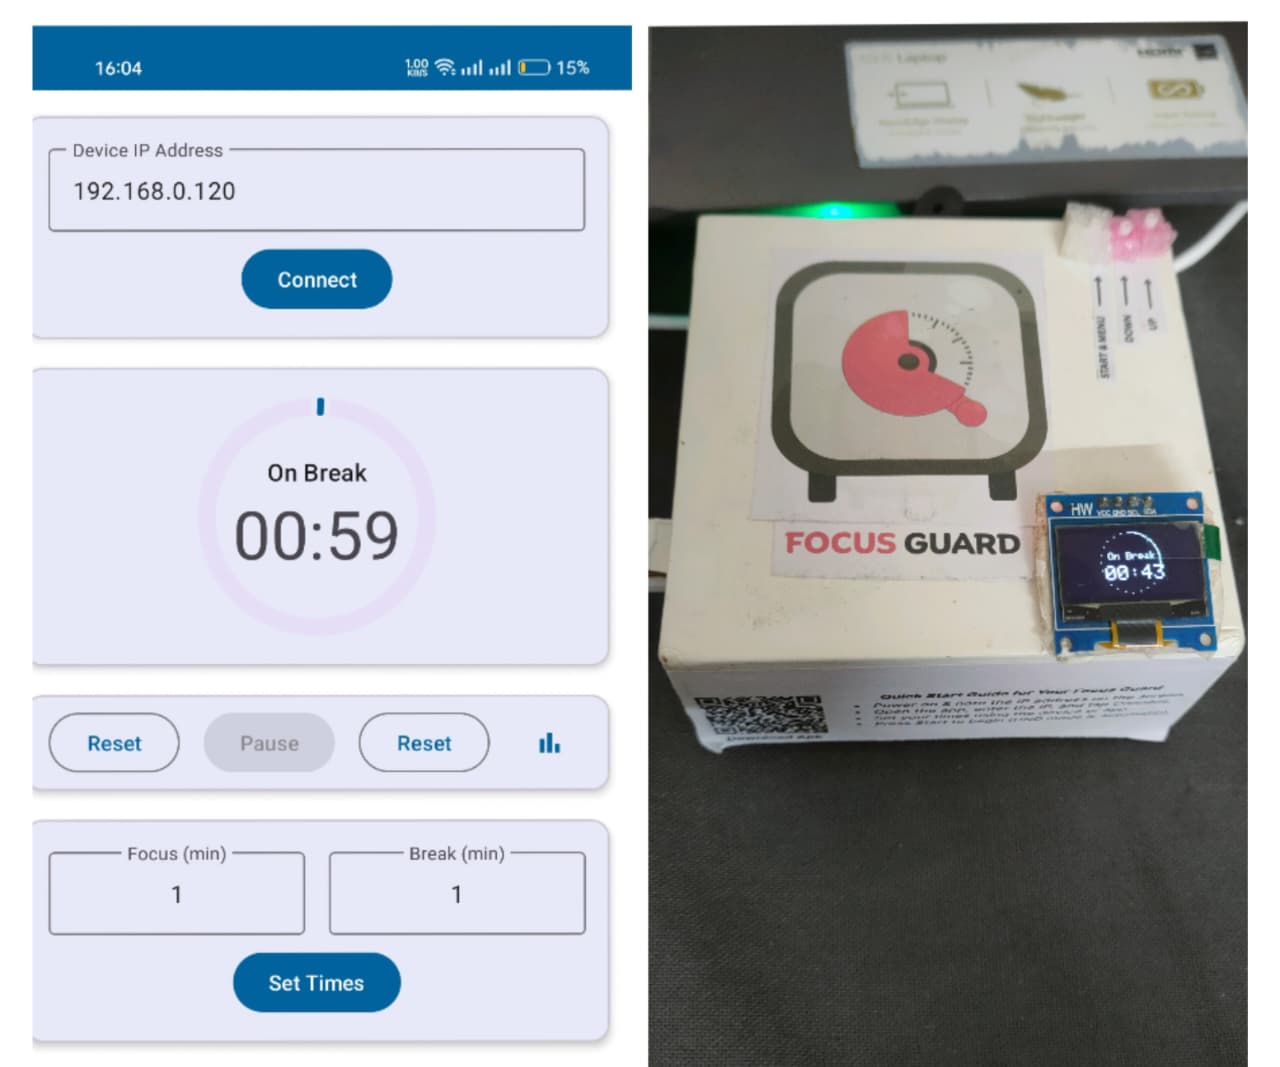 16:04
1.00 KB/S 15%
Device IP Address
192.168.0.120
Connect
On Break
00:59
Reset Pause Reset
Focus (min) Break (min)
1 1
Set Times
Laptop HDMI
START & MENU
DOWN
UP
FOCUS GUARD
HW VCC GND SCL SDA
On Break
00:43
Quick Start Guide for Your Focus Guard
Power on & note the IP address on the screen
Open the app, enter the IP, and tap Connect.
Set your times using the device or app
Press Start to begin
Download Apk